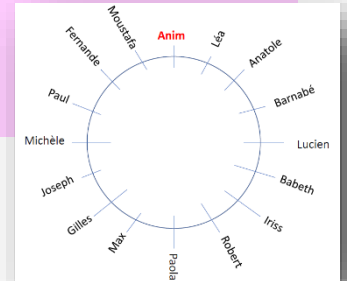 Anim
Léa
Anatole
Barnabé
Lucien
Babeth
Iriss
Robert
Paola
Max
Gilles
Joseph
Michèle
Paul
Fernande
Moustafa